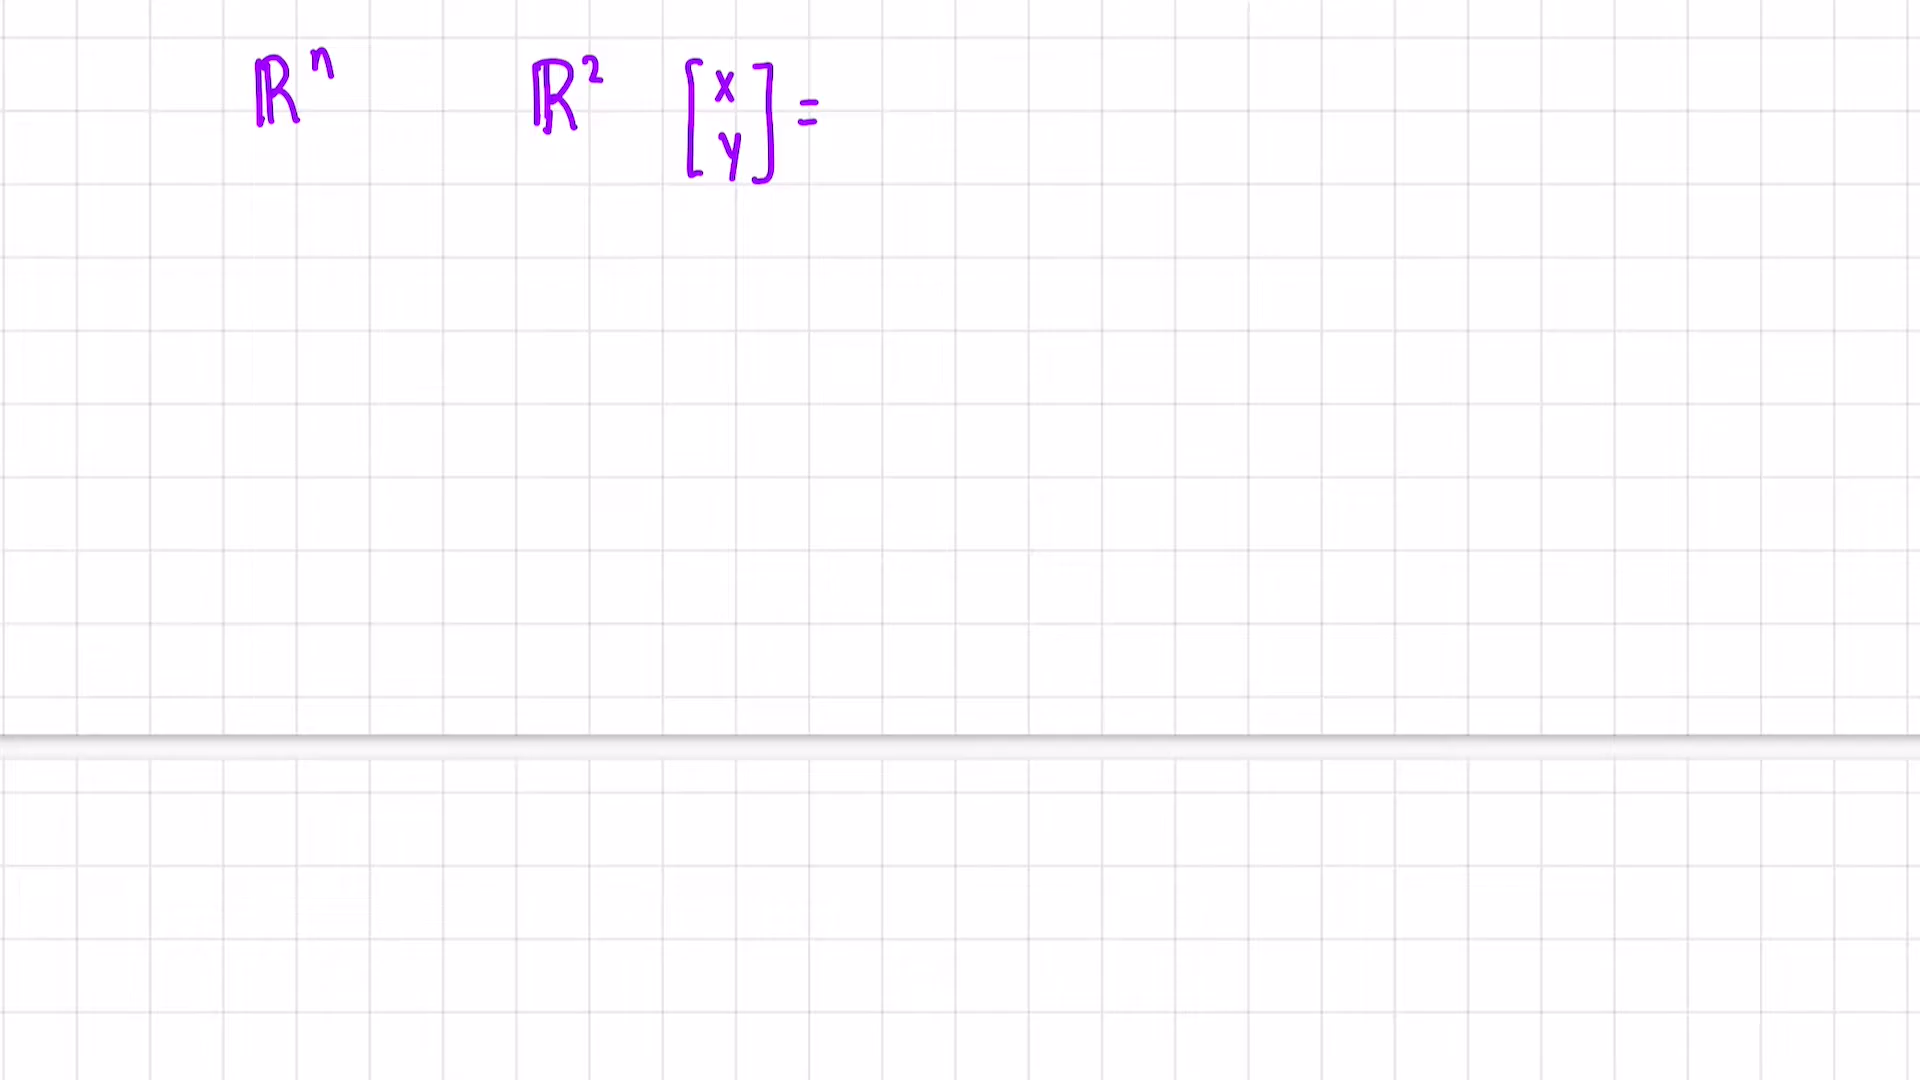 ℝⁿ ℝ² [x y] =